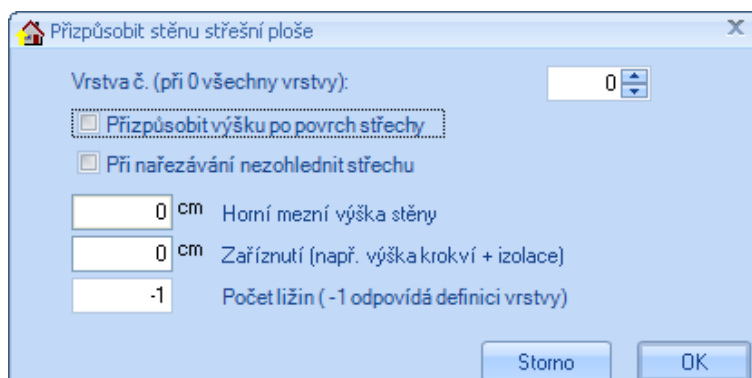 Přizpůsobit stěnu střešní ploše
Vrstva č. (při 0 všechny vrstvy): 0
Přizpůsobit výšku po povrch střechy
Při nařezávání nezohlednit střechu
0 cm Horní mezní výška stěny
0 cm Zaříznutí (např. výška krokví + izolace)
-1 Počet ližin ( -1 odpovídá definici vrstvy)
Storno OK